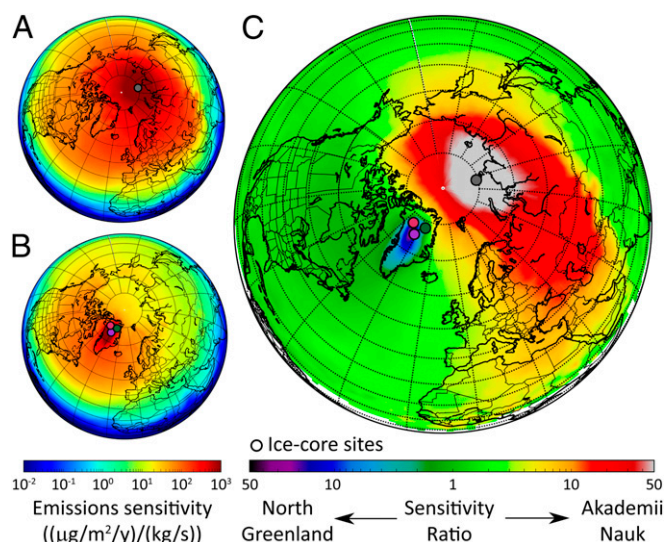 A
B
C
Ice-core sites
10⁻² 10⁻¹ 10⁰ 10¹ 10² 10³
Emissions sensitivity
((µg/m²/y)/(kg/s))
50 10 1 10 50
North Sensitivity Akademii
Greenland Ratio Nauk